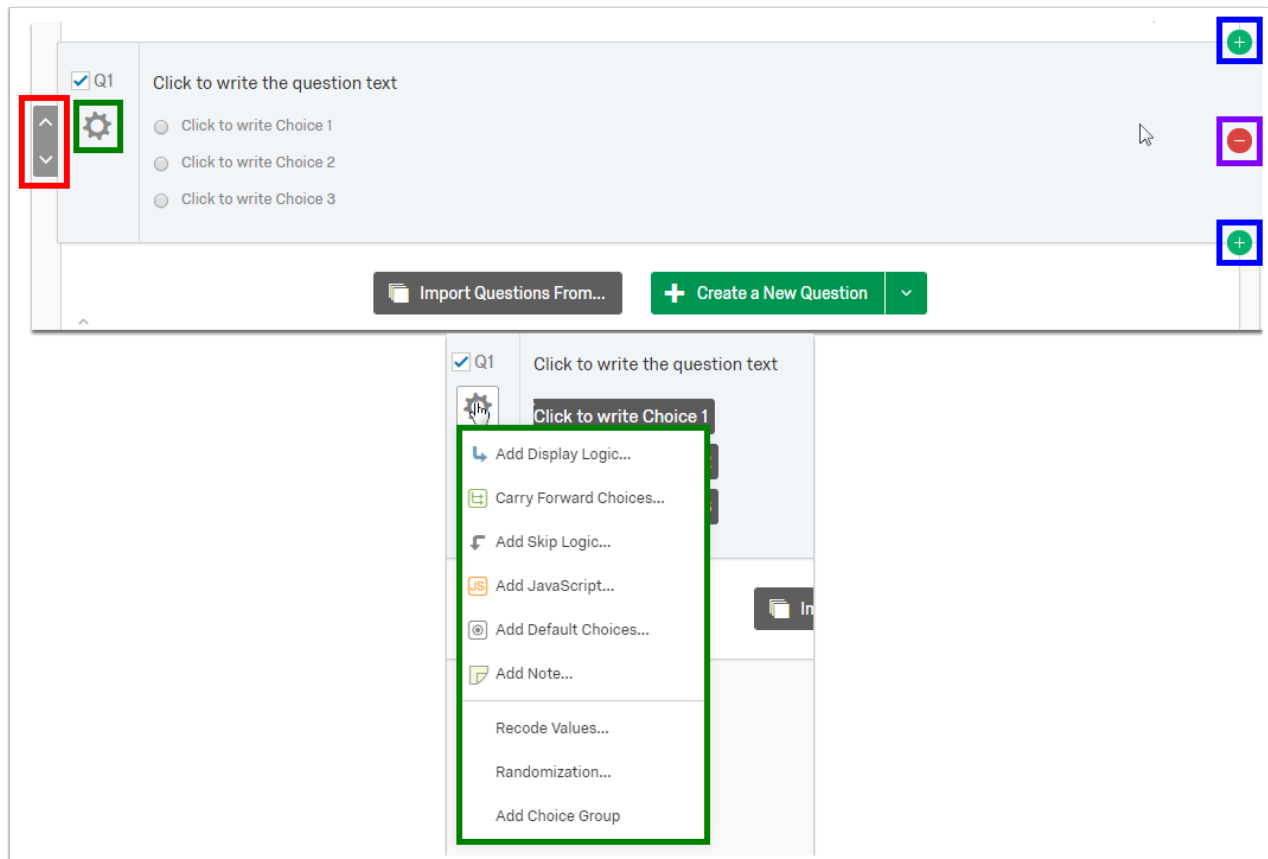 Q1
Click to write the question text
Click to write Choice 1
Click to write Choice 2
Click to write Choice 3
Import Questions From...
Create a New Question
Q1
Click to write the question text
Click to write Choice 1
Add Display Logic...
Carry Forward Choices...
Add Skip Logic...
JS Add JavaScript...
Add Default Choices...
Add Note...
Recode Values...
Randomization...
Add Choice Group